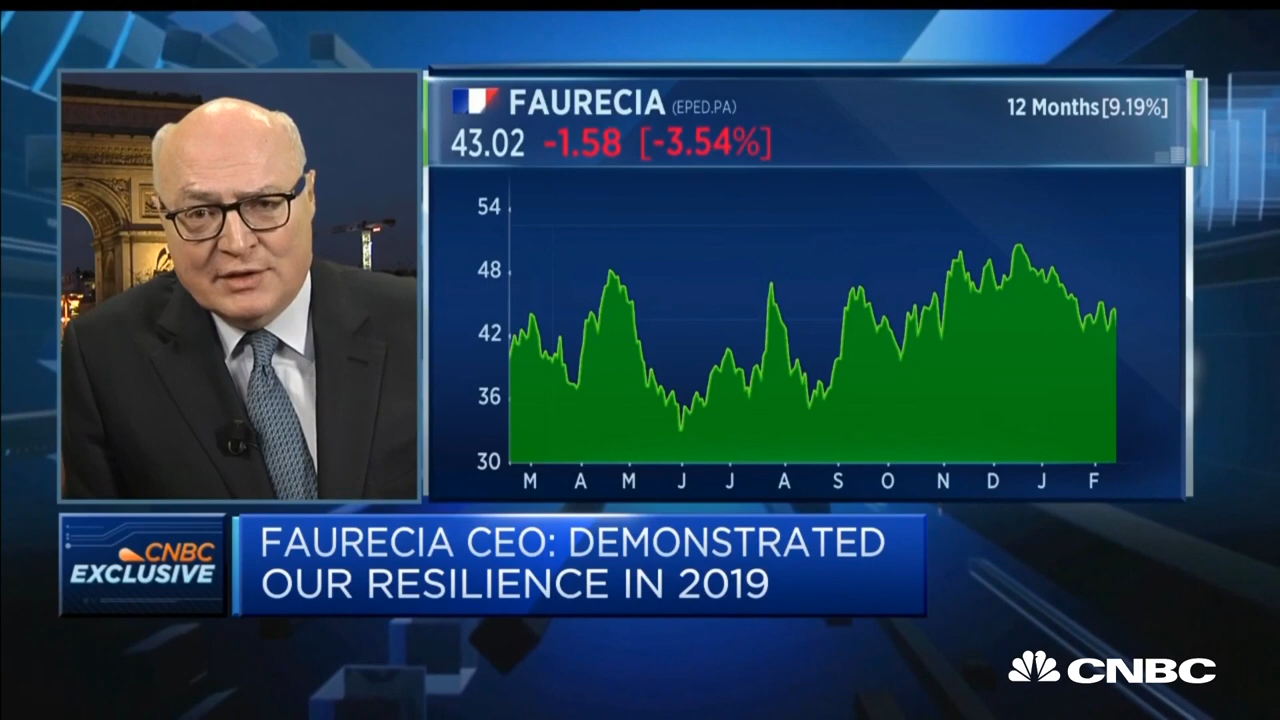 FAURECIA (EPED.PA)
12 Months[9.19%]
43.02 -1.58 [-3.54%]
54
48
42
36
30
M A M J J A S O N D J F
CNBC
EXCLUSIVE
FAURECIA CEO: DEMONSTRATED
OUR RESILIENCE IN 2019
CNBC